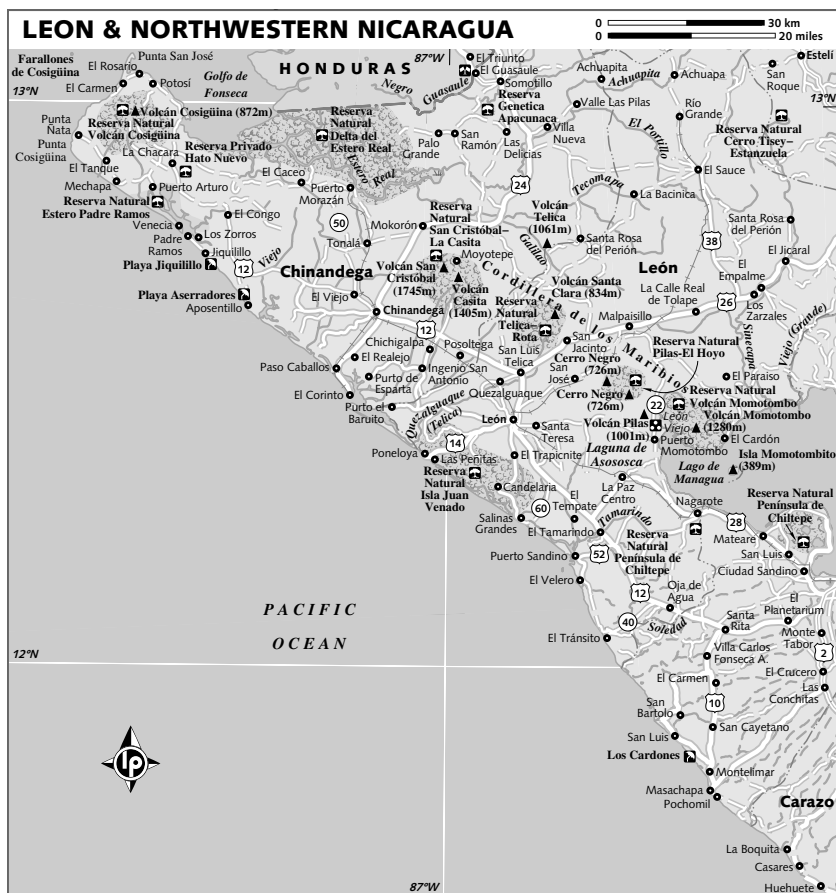 LEON & NORTHWESTERN NICARAGUA
0 30 km
0 20 miles
87°W
Farallones
de Cosigüina
Punta San José
El Rosario
El Carmen
Potosí
Golfo de
Fonseca
HONDURAS
El Triunto
El Guasaule
Somotillo
Negro
Guasaule
Achuapita
Achuapita
Achuapa
San
Roque
Estelí
13°N
13°N
Volcán Cosigüina (872m)
Reserva Natural
Volcán Cosigüina
Punta
Ñata
Punta
Cosigüina
La Chacara
Reserva Privado
Hato Nuevo
El Tanque
Mechapa
Puerto Arturo
Reserva Natural
Estero Padre Ramos
Reserva
Natural
Delta del
Estero Real
Estero
Real
El Caceo
Puerto
Morazán
Palo
Grande
San
Ramón
Reserva
Genetica
Apacunaca
Las
Delicias
Villa
Nueva
Valle Las Pilas
El
Portillo
Río
Grande
Reserva Natural
Cerro Tisey-
Estanzuela
El Sauce
24
Tecomapa
La Bacinica
El Congo
Venecia
Padre
Ramos
Los Zorros
Jiquilillo
Playa Jiquilillo
12
Viejo
50
Tonalá
Mokorón
Reserva
Natural
San Cristóbal–
La Casita
Moyotepe
Volcán
Telica
(1061m)
Galilao
Santa Rosa
del Perión
38
Santa Rosa
del Perión
El Jicaral
Chinandega
León
Playa Aserradores
Aposentillo
El Viejo
Chinandega
Volcán San
Cristóbal
(1745m)
Volcán
Casita
(1405m)
Cordillera de los Maribios
Volcán Santa
Clara (834m)
Reserva
Natural
Telica–
Rota
La Calle Real
de Tolape
26
El
Empalme
Los
Zarzales
Malpaisillo
Sinecapa
Viejo (Grande)
12
Chichigalpa
Posoltega
El Realejo
Paso Caballos
Purto de
Esparta
Ingenio San
Antonio
San Luis
Telica
San
Jacinto
Cerro Negro
(726m)
San
José
Cerro Negro
(726m)
Reserva Natural
Pilas-El Hoyo
El Paraiso
Reserva Natural
Volcán Momotombo
Volcán Momotombo
(1280m)
El Corinto
Purto el
Baruito
Quezalguaque
(Telica)
Quezalguaque
León
22
León
Viejo
Volcán Pilas
(1001m)
Puerto
Momotombo
El Cardón
Isla Momotombito
(389m)
14
Santa
Teresa
Poneloya
Las Peñitas
El Trapicnite
Laguna de
Asososca
Lago de
Managua
Reserva
Natural
Isla Juan
Venado
Candelaria
La Paz
Centro
Nagarote
Reserva Natural
Península de
Chiltepe
Salinas
Grandes
60
El
Tempate
El Tamarindo
Tamarindo
28
Mateare
San Luis
Ciudad Sandino
Reserva
Natural
Península de
Chiltepe
Puerto Sandino
52
El Velero
12
Oja de
Agua
El
Planetarium
Santa
Rita
Monte
Tabor
40
Soledad
El Tránsito
PACIFIC
OCEAN
12°N
Villa Carlos
Fonseca A.
2
El Crucero
Las
Conchitas
El Carmen
10
San
Bartolo
San Cayetano
San Luis
Los Cardones
Montelimar
Masachapa
Pochomil
Carazo
lp
La Boquita
Casares
Huehuete
87°W